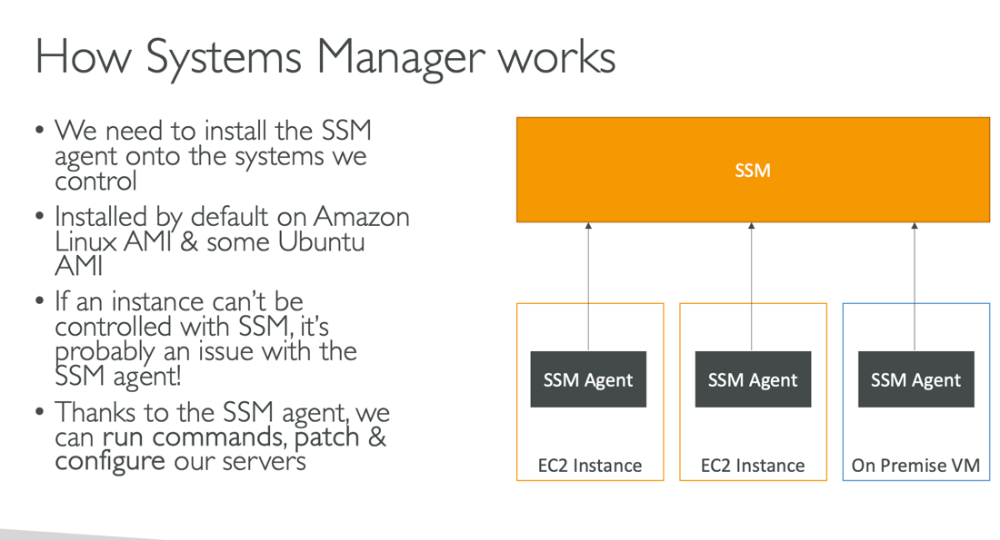 How Systems Manager works
• We need to install the SSM
agent onto the systems we
control
• Installed by default on Amazon
Linux AMI & some Ubuntu
AMI
• If an instance can't be
controlled with SSM, it's
probably an issue with the
SSM agent!
• Thanks to the SSM agent, we
can run commands, patch &
configure our servers
SSM
SSM Agent
SSM Agent
SSM Agent
EC2 Instance
EC2 Instance
On Premise VM